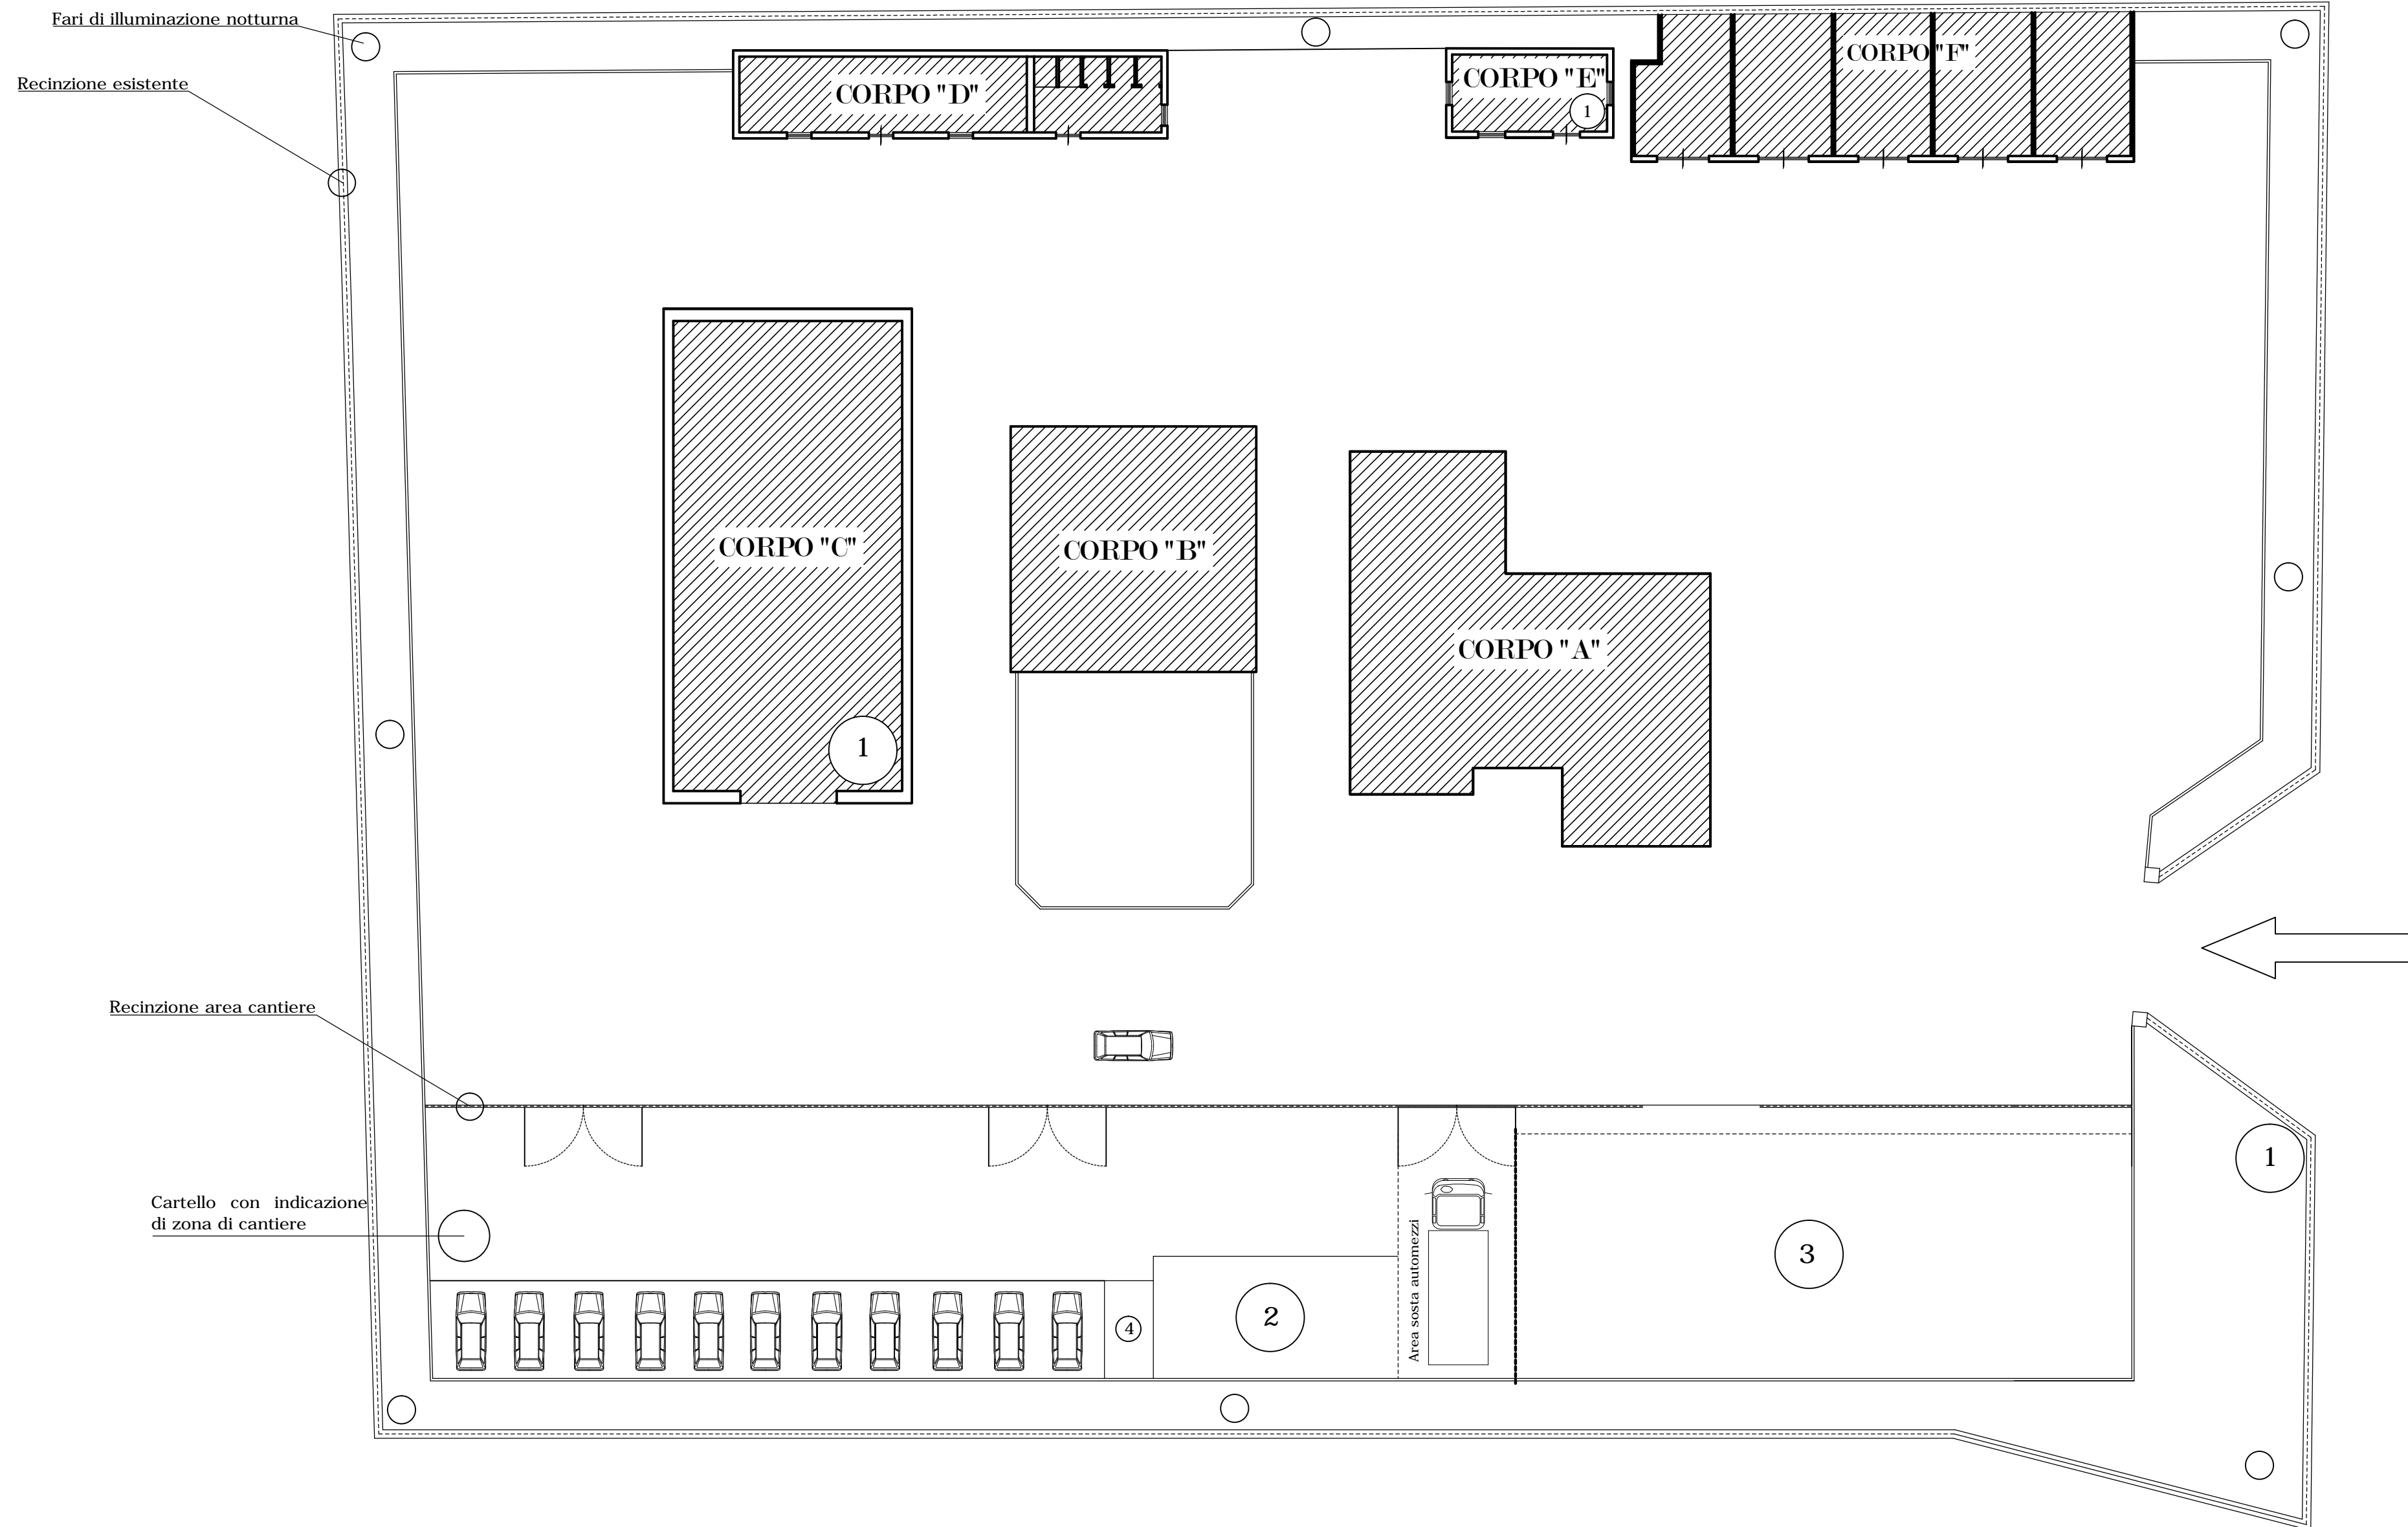 Fari di illuminazione notturna
Recinzione esistente
CORPO "D"
CORPO "E"
1
CORPO "F"
CORPO "C"
CORPO "B"
CORPO "A"
1
Recinzione area cantiere
Cartello con indicazione
di zona di cantiere
1
3
2
4
Area sosta automezzi